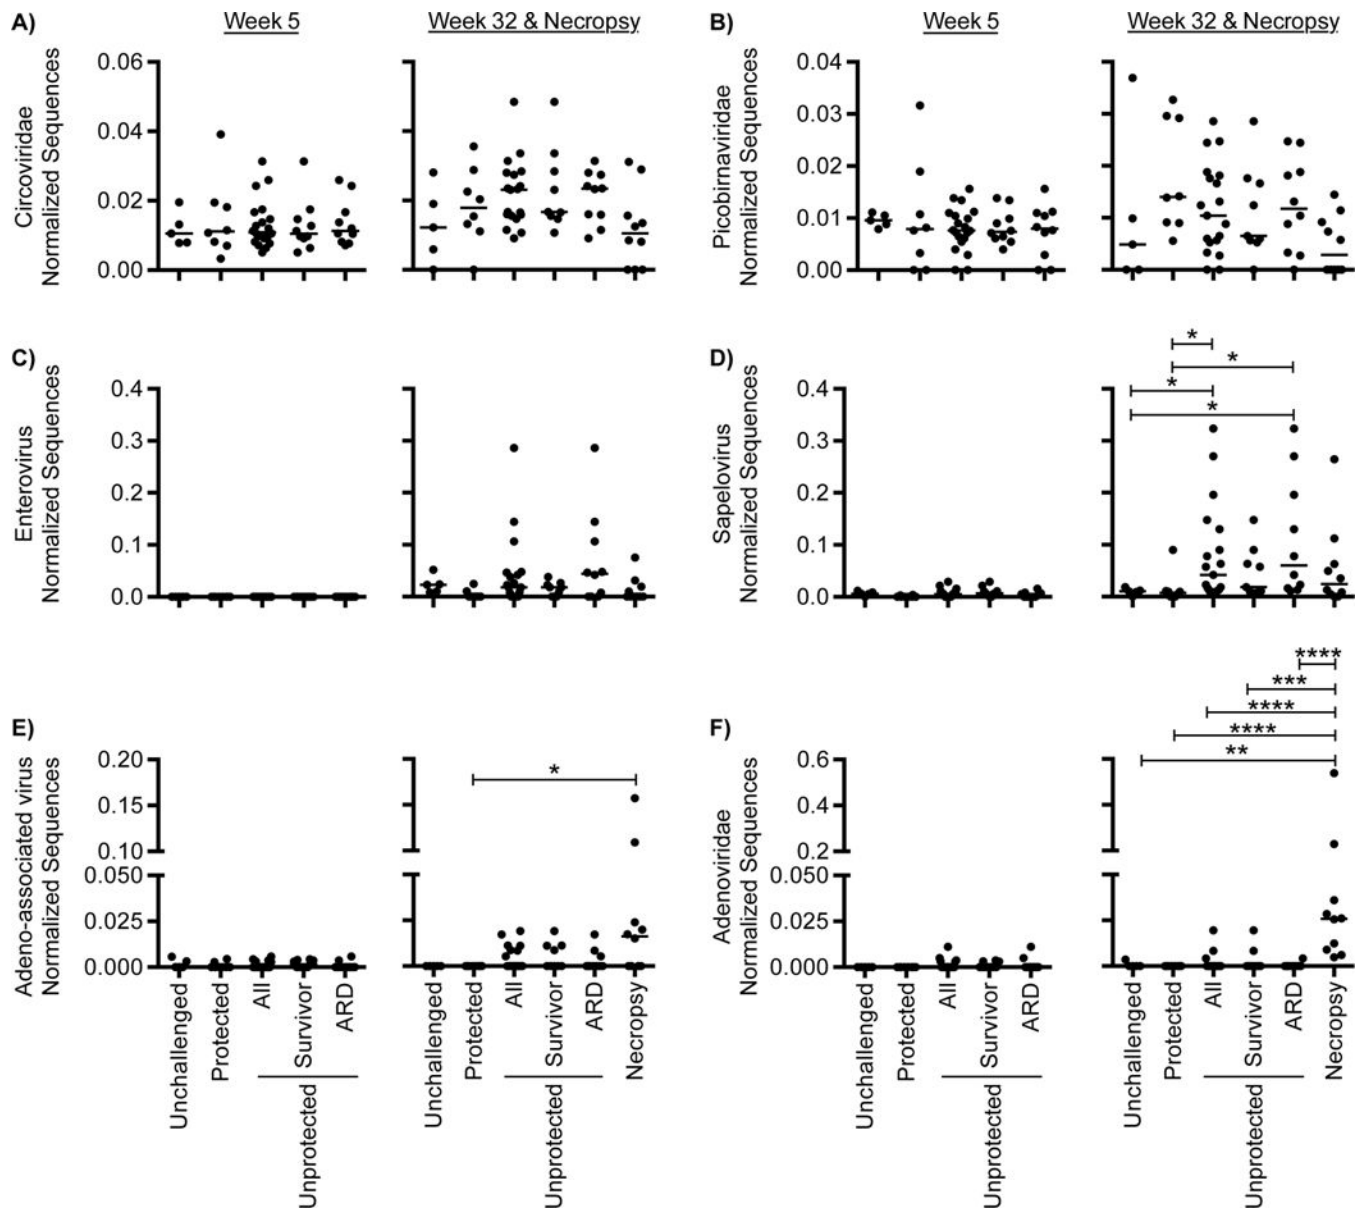 A)
Week 5
Week 32 & Necropsy
Circoviridae
Normalized Sequences
0.06
0.04
0.02
0.00
B)
Week 5
Week 32 & Necropsy
Picobirnaviridae
Normalized Sequences
0.04
0.03
0.02
0.01
0.00
C)
Enterovirus
Normalized Sequences
0.4
0.3
0.2
0.1
0.0
D)
Sapelovirus
Normalized Sequences
0.4
0.3
0.2
0.1
0.0
*
*
*
*
E)
Adeno-associated virus
Normalized Sequences
0.20
0.15
0.10
0.050
0.025
0.000
*
Unchallenged
Protected
All
Survivor
ARD
Unprotected
Unchallenged
Protected
All
Survivor
ARD
Necropsy
Unprotected
F)
Adenoviridae
Normalized Sequences
0.6
0.4
0.2
0.050
0.025
0.000
****
***
****
****
**
Unchallenged
Protected
All
Survivor
ARD
Unprotected
Unchallenged
Protected
All
Survivor
ARD
Necropsy
Unprotected